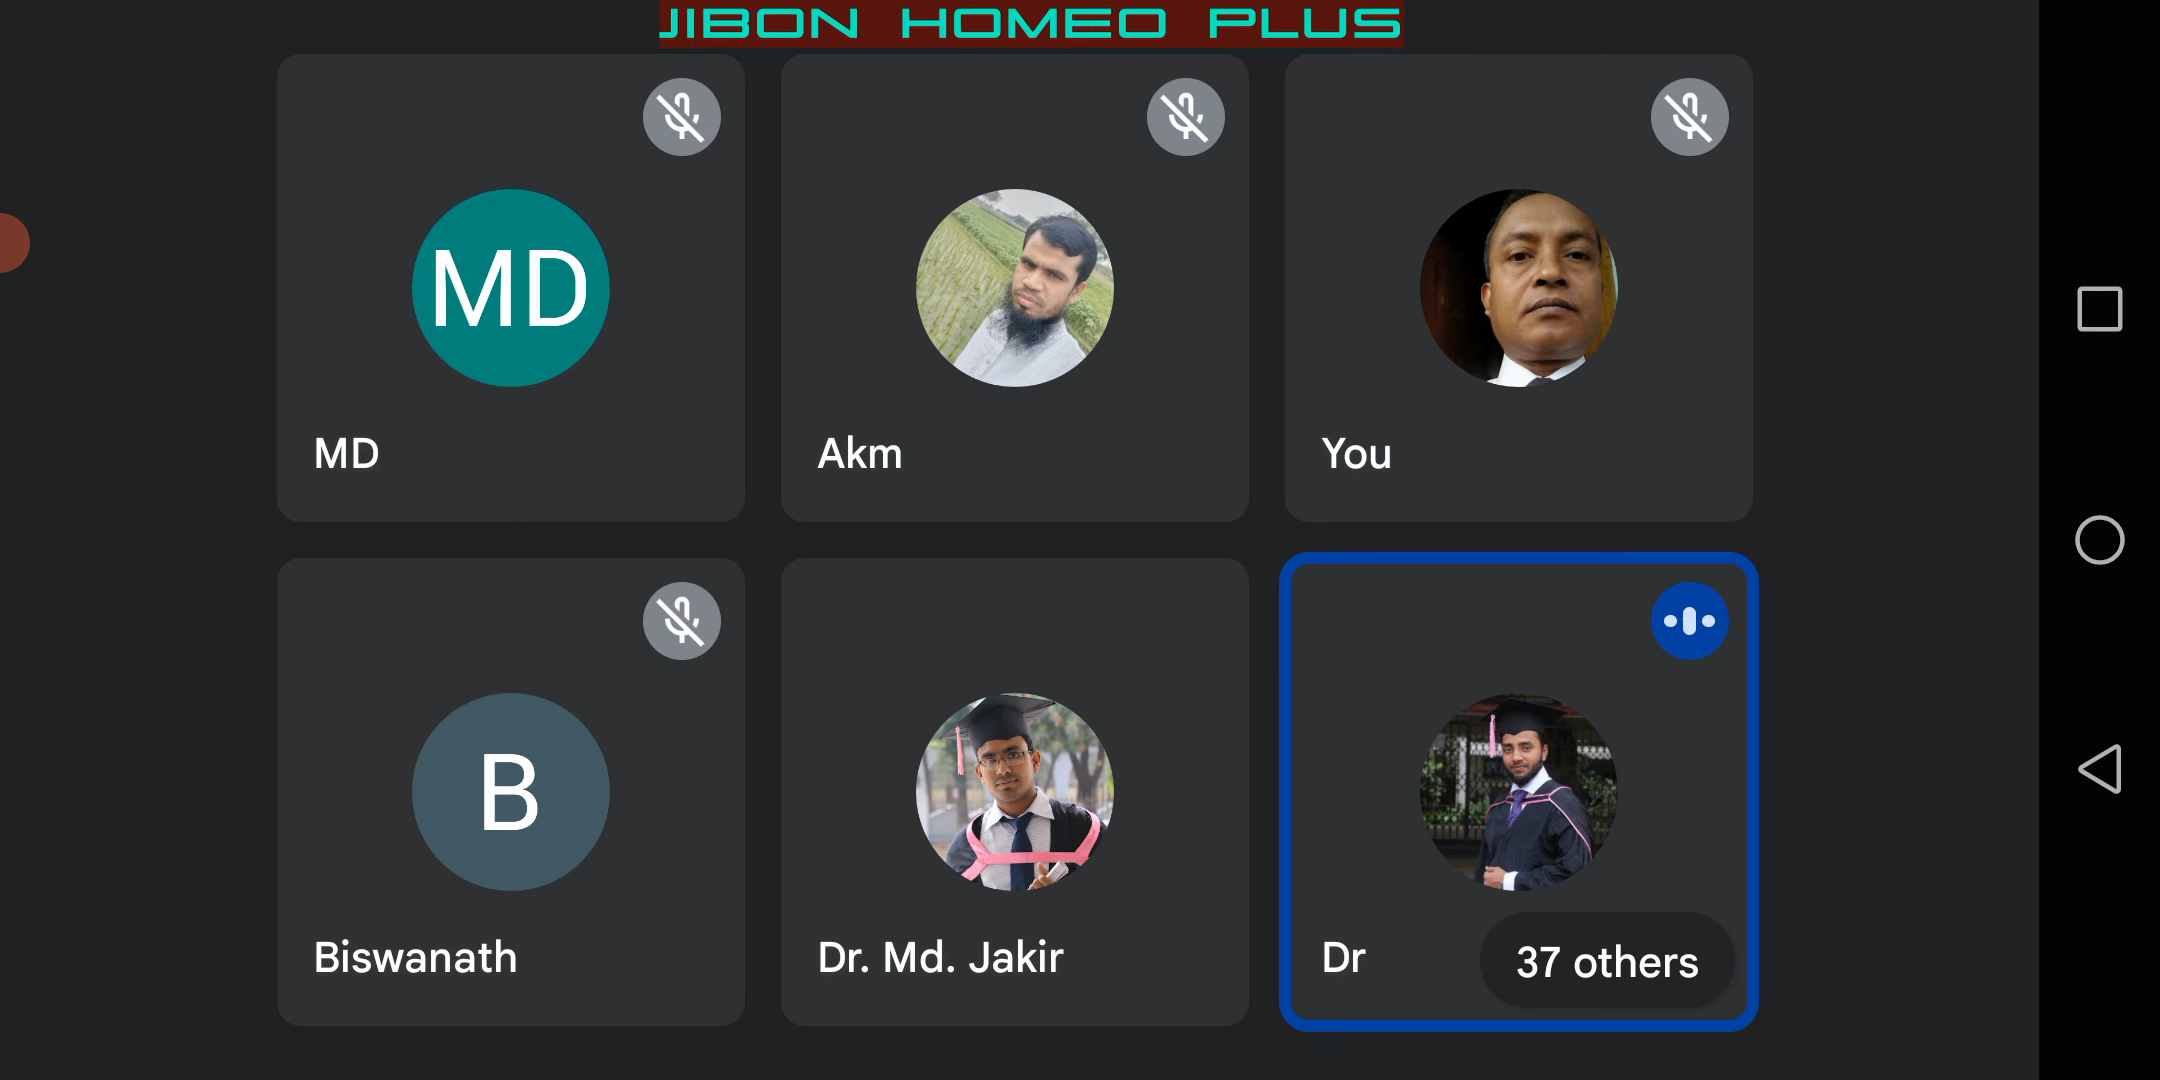 JIBON HOMEO PLUS
MD
MD
Akm
You
B
Biswanath
Dr. Md. Jakir
Dr
37 others